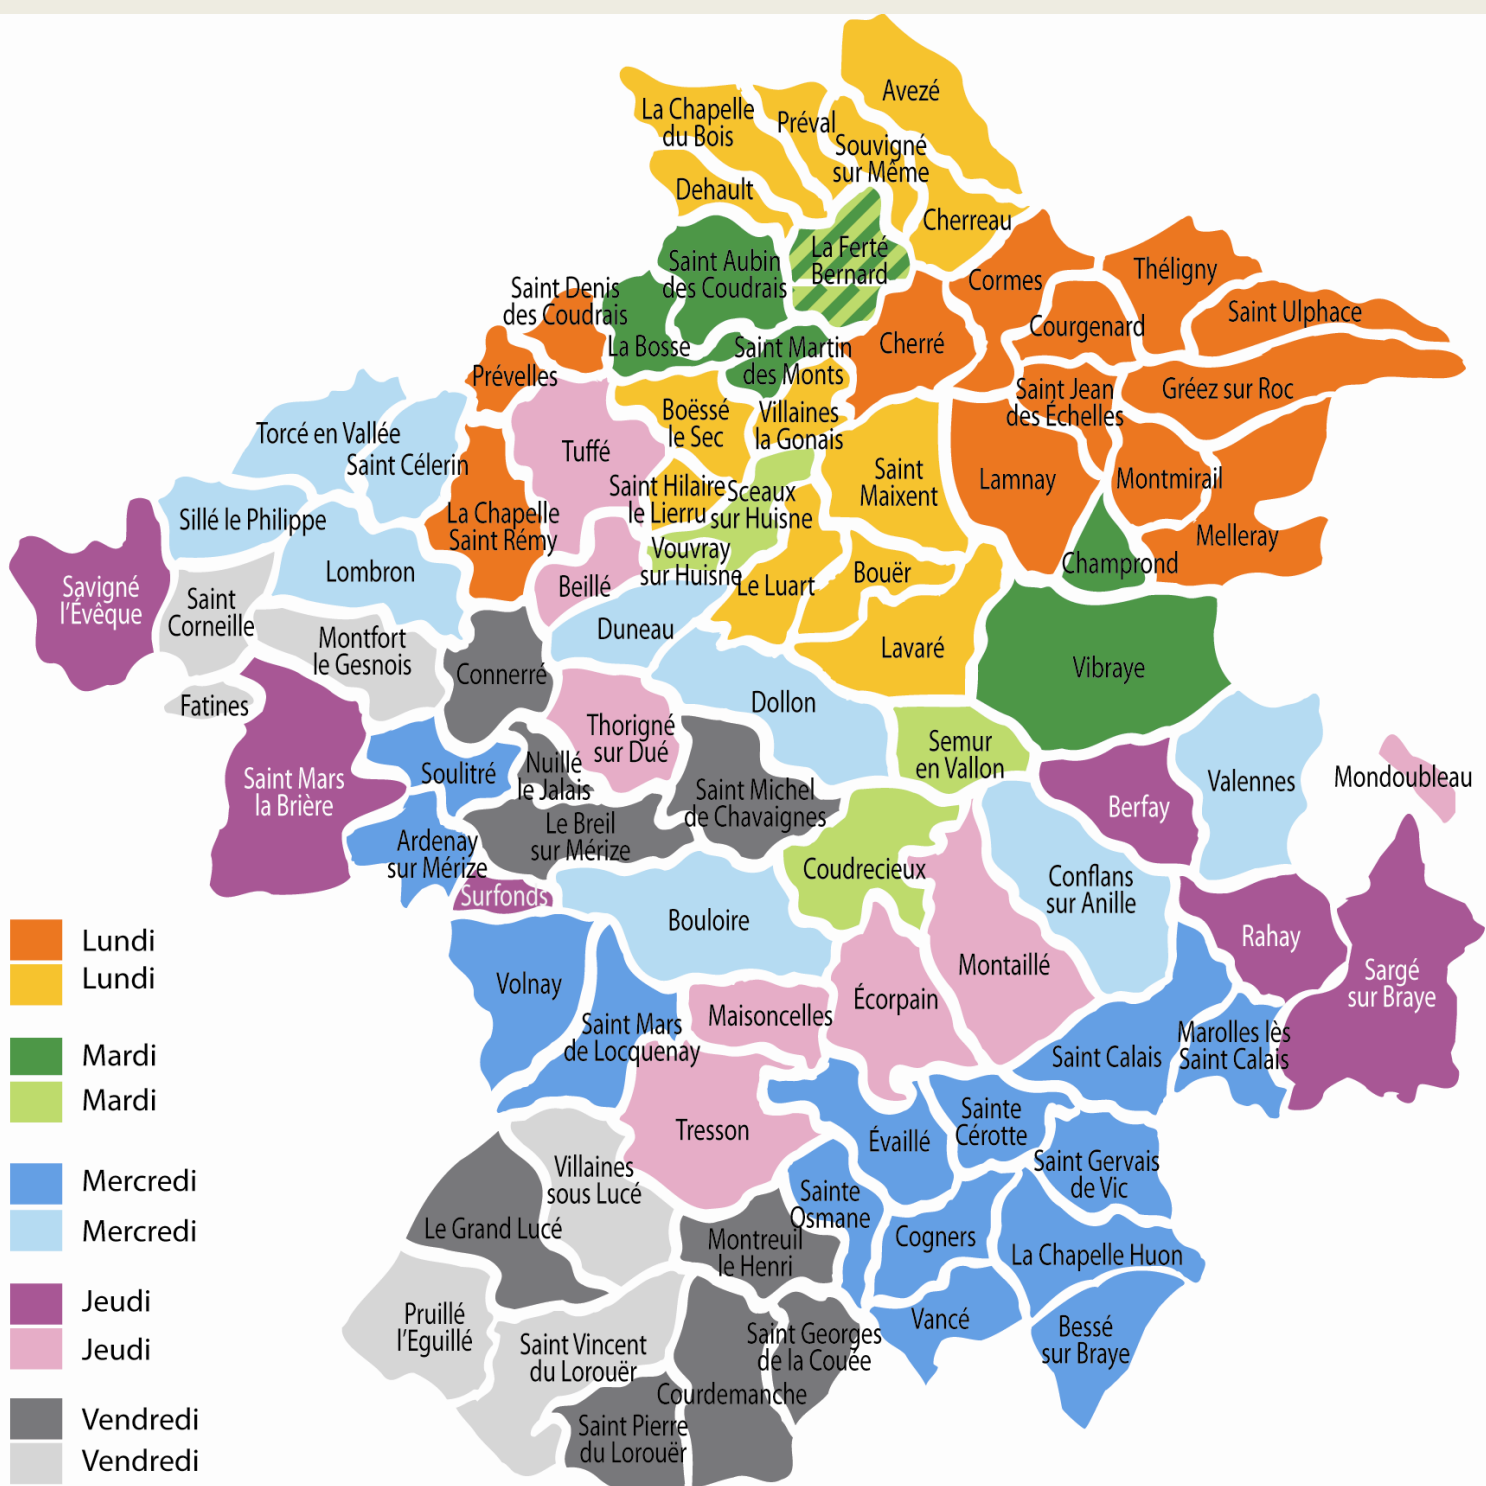 Avezé
La Chapelle
du Bois
Préval
Souvigné
sur Même
Dehault
Cherreau
La Ferté
Bernard
Saint Aubin
des Coudrais
Cormes
Théligny
Saint Denis
des Coudrais
Saint Ulphace
Courgenard
La Bosse
Saint Martin
des Monts
Cherré
Prévelles
Saint Jean
des Échelles
Gréez sur Roc
Boëssé
le Sec
Villaines
la Gonais
Torcé en Vallée
Saint Célerin
Tuffé
Saint
Maixent
Lamnay
Montmirail
Saint Hilaire
le Lierru
Sceaux
sur Huisne
Sillé le Philippe
La Chapelle
Saint Rémy
Melleray
Vouvray
sur Huisne
Champrond
Lombron
Beillé
Le Luart
Bouër
Savigné
l'Évêque
Saint
Corneille
Montfort
le Gesnois
Duneau
Lavaré
Connerré
Vibraye
Fatines
Dollon
Thorigné
sur Dué
Semur
en Vallon
Saint Mars
la Brière
Soulitré
Nuillé
le Jalais
Saint Michel
de Chavaignes
Valennes
Mondoubleau
Berfay
Ardenay
sur Mérize
Le Breil
sur Mérize
Coudrecieux
Conflans
sur Anille
Surfonds
Bouloire
Rahay
Montaillé
Sargé
sur Braye
Volnay
Écorpain
Maisoncelles
Saint Mars
de Locquenay
Saint Calais
Marolles lès
Saint Calais
Tresson
Évaillé
Sainte
Cérotte
Saint Gervais
de Vic
Villaines
sous Lucé
Sainte
Osmane
Le Grand Lucé
Montreuil
le Henri
Cogners
La Chapelle Huon
Pruillé
l'Eguillé
Saint Vincent
du Lorouër
Saint Georges
de la Couée
Vancé
Bessé
sur Braye
Courdemanche
Saint Pierre
du Lorouër
Lundi
Lundi
Mardi
Mardi
Mercredi
Mercredi
Jeudi
Jeudi
Vendredi
Vendredi